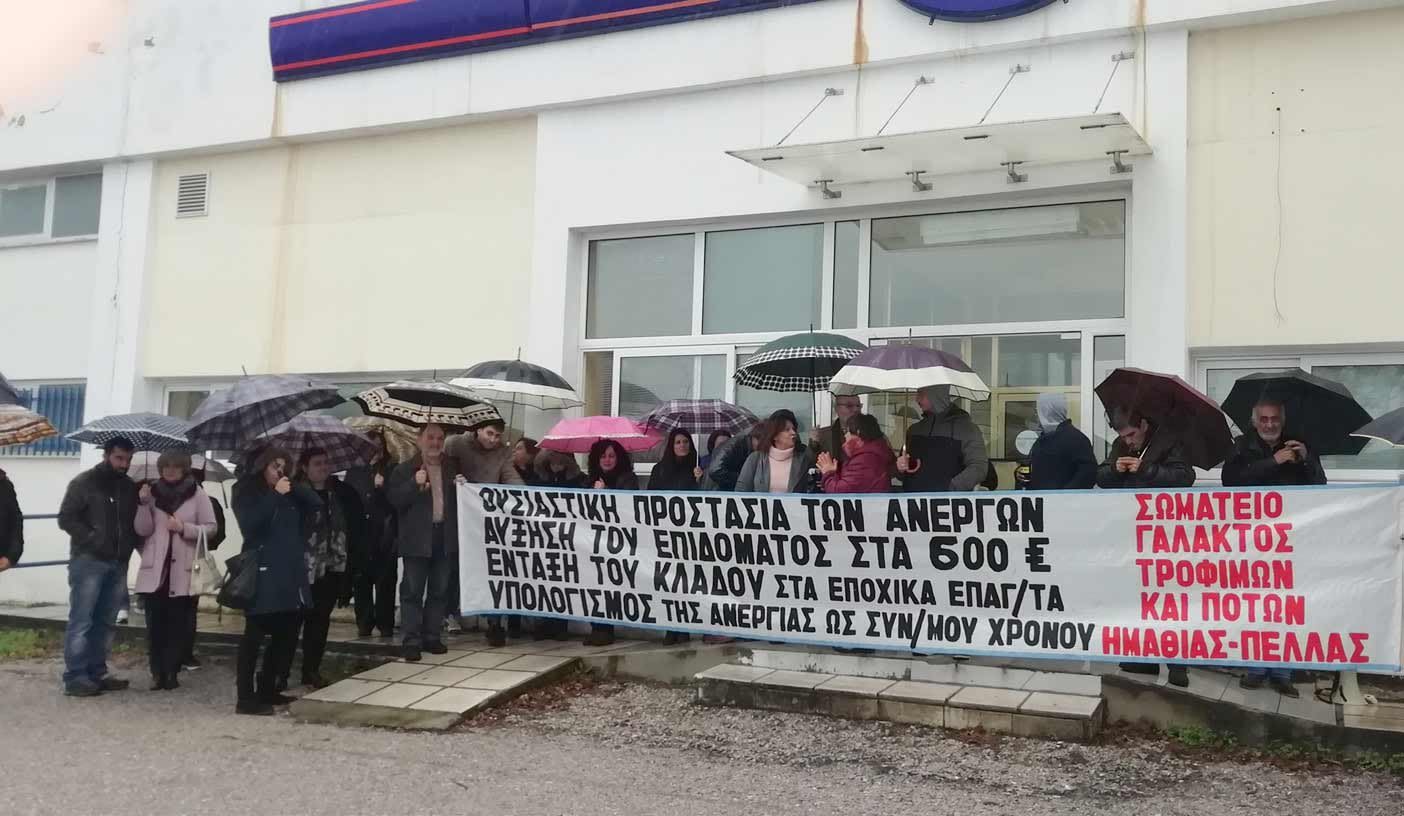 ΟΥΣΙΑΣΤΙΚΗ ΠΡΟΣΤΑΣΙΑ ΤΩΝ ΑΝΕΡΓΩΝ
ΑΥΞΗΣΗ ΤΟΥ ΕΠΙΔΟΜΑΤΟΣ ΣΤΑ 600 €
ΕΝΤΑΞΗ ΤΟΥ ΚΛΑΔΟΥ ΣΤΑ ΕΠΟΧΙΚΑ ΕΠΑΓ/ΤΑ
ΥΠΟΛΟΓΙΣΜΟΣ ΤΗΣ ΑΝΕΡΓΙΑΣ ΩΣ ΣΥΝ/ΜΟΥ ΧΡΟΝΟΥ
ΣΩΜΑΤΕΙΟ
ΓΑΛΑΚΤΟΣ
ΤΡΟΦΙΜΩΝ
ΚΑΙ ΠΟΤΩΝ
ΗΜΑΘΙΑΣ-ΠΕΛΛΑΣ